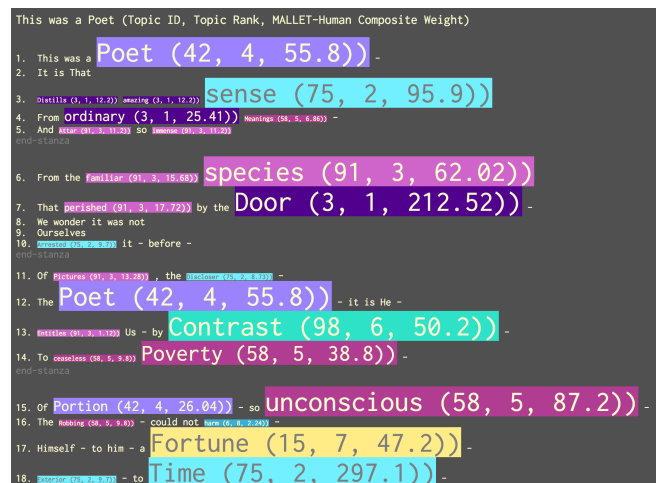 This was a Poet (Topic ID, Topic Rank, MALLET-Human Composite Weight)
1. This was a Poet (42, 4, 55.8)) –
2. It is That
3. Distills (3, 1, 12.2)) amazing (3, 1, 12.2)) sense (75, 2, 95.9))
4. From ordinary (3, 1, 25.41)) Meanings (58, 5, 6.86)) –
5. And Attar (91, 3, 11.2)) so immense (91, 3, 11.2))
end-stanza
6. From the familiar (91, 3, 15.68)) species (91, 3, 62.02))
7. That perished (91, 3, 17.72)) by the Door (3, 1, 212.52)) –
8. We wonder it was not
9. Ourselves
10. Arrested (75, 2, 9.7)) it – before –
end-stanza
11. Of Pictures (91, 3, 13.28)) , the Discloser (75, 2, 8.73)) –
12. The Poet (42, 4, 55.8)) – it is He –
13. Entitles (91, 3, 1.12)) Us – by Contrast (98, 6, 50.2)) –
14. To ceaseless (58, 5, 9.8)) Poverty (58, 5, 38.8)) –
end-stanza
15. Of Portion (42, 4, 26.04)) – so unconscious (58, 5, 87.2)) –
16. The Robbing (58, 5, 9.8)) – could not harm (6, 8, 2.24)) –
17. Himself – to him – a Fortune (15, 7, 47.2)) –
18. Exterior (75, 2, 9.7)) – to Time (75, 2, 297.1)) –